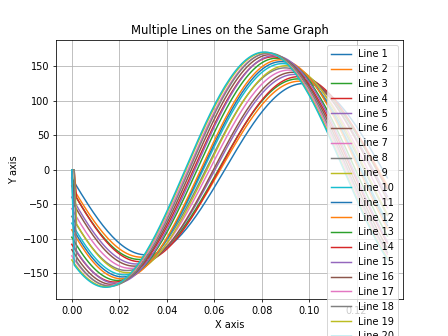 Multiple Lines on the Same Graph
Y axis
150
100
50
0
−50
−100
−150
0.00
0.02
0.04
0.06
0.08
0.10
X axis
Line 1
Line 2
Line 3
Line 4
Line 5
Line 6
Line 7
Line 8
Line 9
Line 10
Line 11
Line 12
Line 13
Line 14
Line 15
Line 16
Line 17
Line 18
Line 19
Line 20